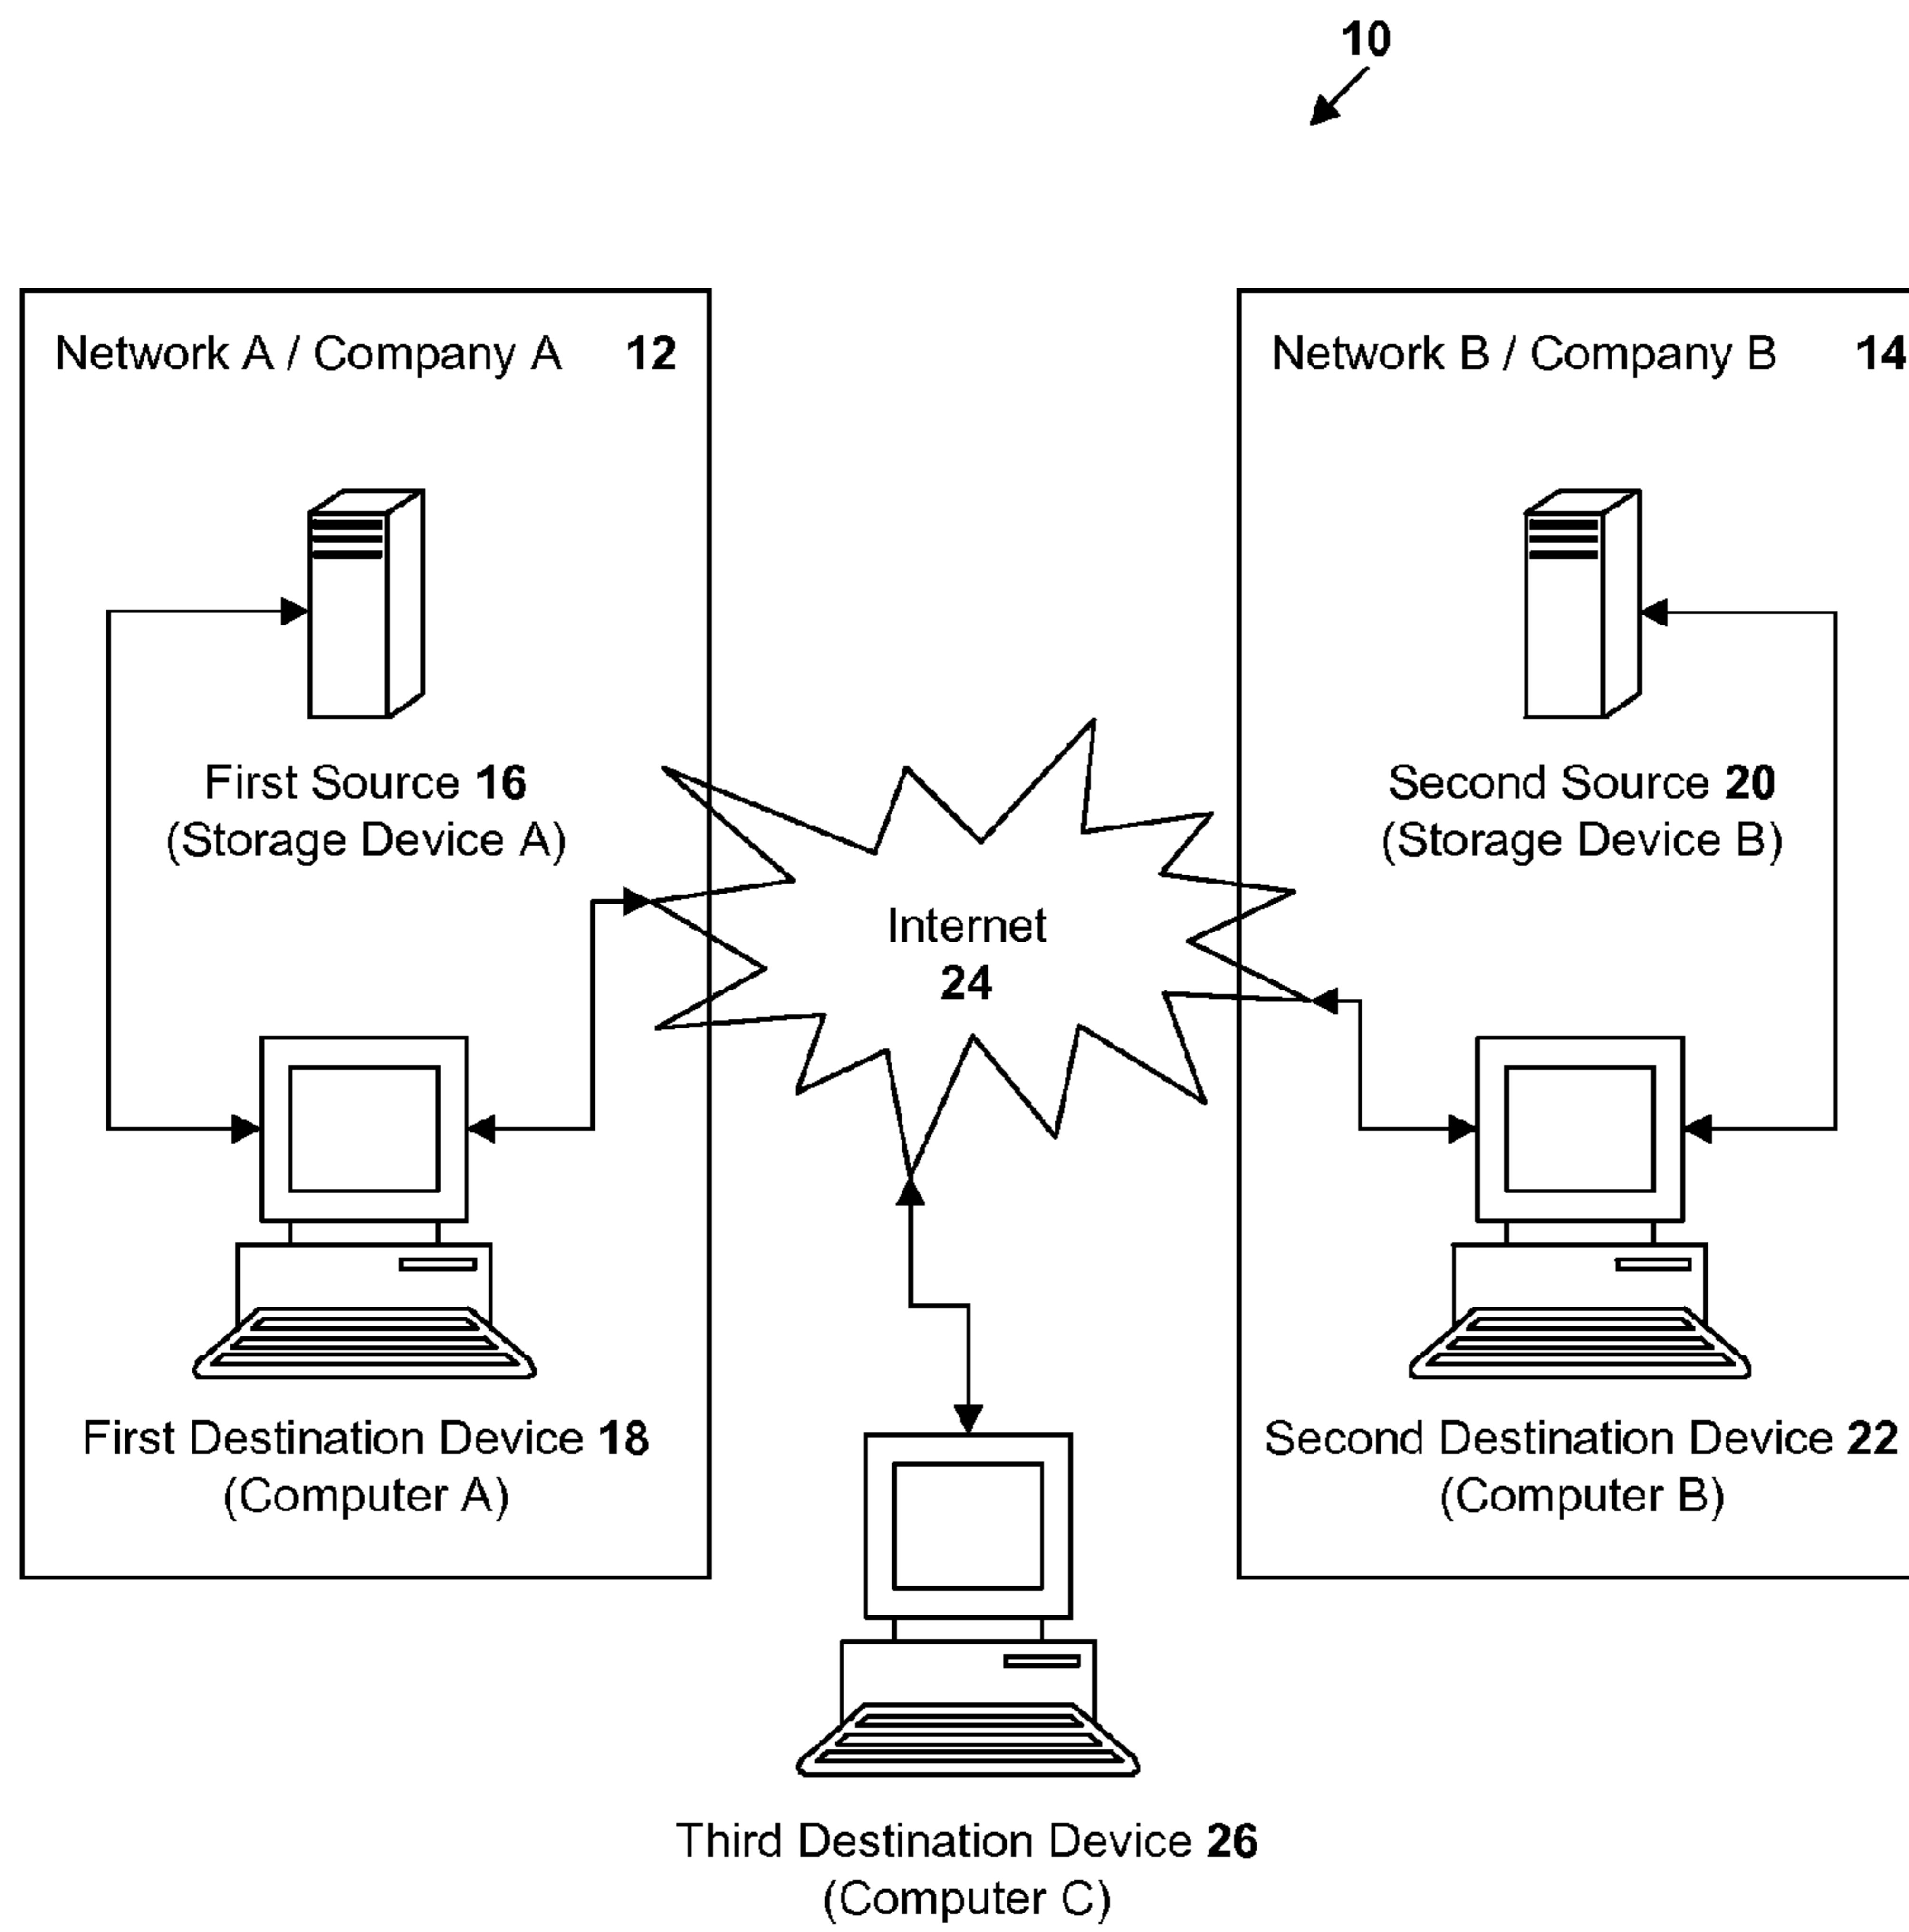 10
Network A / Company A 12
Network B / Company B 14
First Source 16
(Storage Device A)
Second Source 20
(Storage Device B)
Internet
24
First Destination Device 18
(Computer A)
Second Destination Device 22
(Computer B)
Third Destination Device 26
(Computer C)